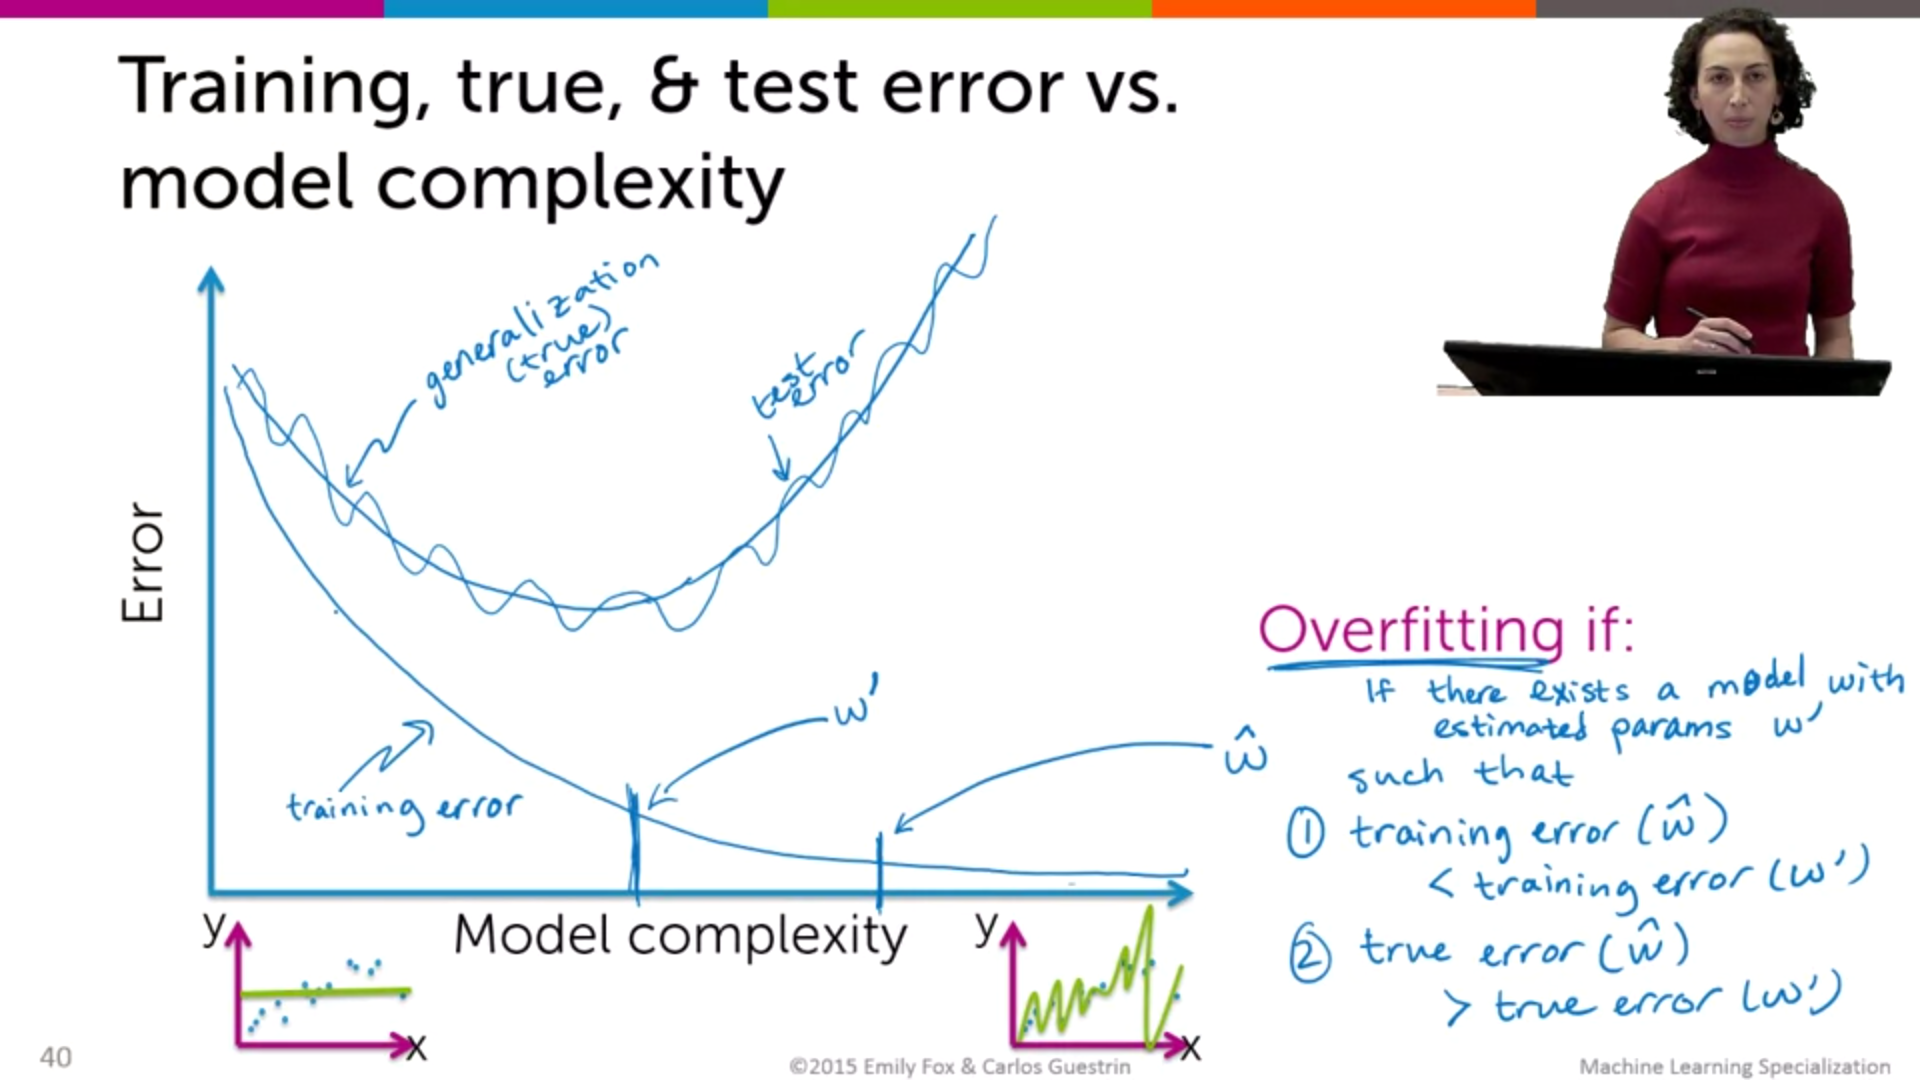 Training, true, & test error vs.
model complexity
generalization
(true)
error
test
error
Error
w'
ŵ
training error
Overfitting if:
If there exists a model with
estimated params w'
such that
① training error (ŵ)
< training error (w')
② true error (ŵ)
> true error (w')
y
Model complexity
y
x
x
40
©2015 Emily Fox & Carlos Guestrin
Machine Learning Specialization